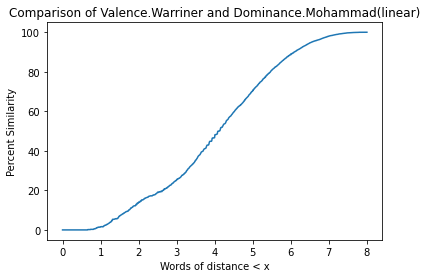 Comparison of Valence.Warriner and Dominance.Mohammad(linear)
Percent Similarity
100
80
60
40
20
0
0 1 2 3 4 5 6 7 8
Words of distance < x